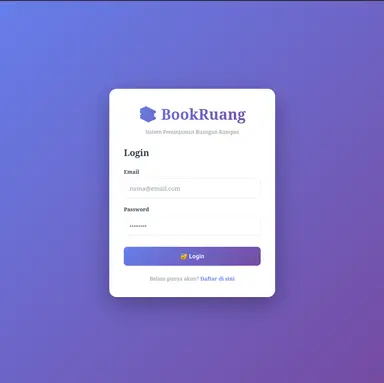 BookRuang
Sistem Peminjaman Ruangan Kampus
Login
Email
nama@email.com
Password
••••••••
🔐 Login
Belum punya akun? Daftar di sini